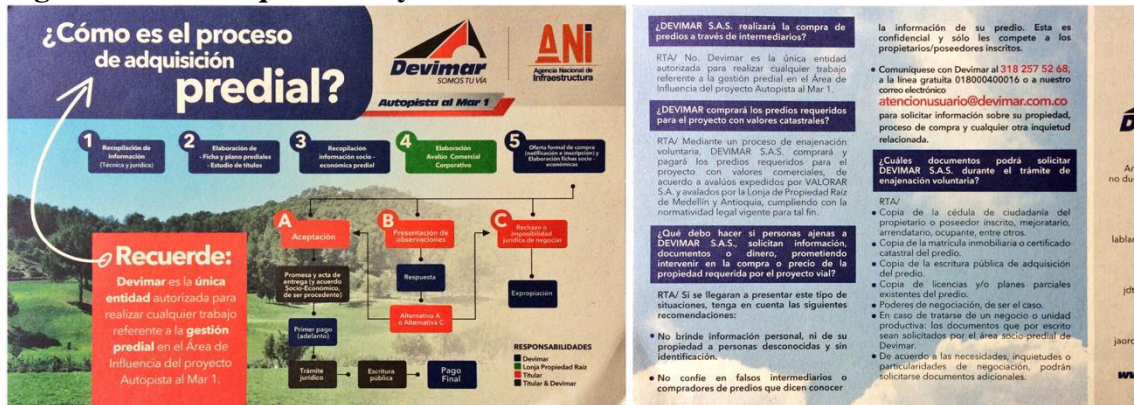 ¿Cómo es el proceso
de adquisición
predial?
Devimar
SOMOS TU VÍA
ANi
Agencia Nacional de
Infraestructura
Autopista al Mar 1
1
Recopilación de
información
(Técnica y jurídica)
2
Elaboración de
- Ficha y plano prediales
- Estudio de títulos
3
Recopilación
información socio-
económica predial
4
Elaboración
Avalúo Comercial
Corporativo
5
Oferta formal de compra
(notificación e inscripción) y
Elaboración fichas socio-
económicas
A
Aceptación
B
Presentación de
observaciones
C
Rechazo o
imposibilidad
jurídica de negociar
Promesa y acta de
entrega (y acuerdo
Socio-Económico,
de ser procedente)
Respuesta
Expropiación
Alternativa A
o Alternativa C
Primer pago
(adelanto)
Trámite
jurídico
Escritura
pública
Pago
Final
RESPONSABILIDADES
Devimar
Lonja Propiedad Raíz
Titular
Titular & Devimar
Recuerde:
Devimar es la única
entidad autorizada para
realizar cualquier trabajo
referente a la gestión
predial en el Área de
Influencia del proyecto
Autopista al Mar 1.
¿DEVIMAR S.A.S. realizará la compra de
predios a través de intermediarios?
RTA/ No. Devimar es la única entidad
autorizada para realizar cualquier trabajo
referente a la gestión predial en el Área de
Influencia del proyecto Autopista al Mar 1.
¿DEVIMAR comprará los predios requeridos
para el proyecto con valores catastrales?
RTA/ Mediante un proceso de enajenación
voluntaria, DEVIMAR S.A.S. comprará y
pagará los predios requeridos para el
proyecto con valores comerciales, de
acuerdo a avalúos expedidos por VALORAR
S.A. y avalados por la Lonja de Propiedad Raíz
de Medellín y Antioquia, cumpliendo con la
normatividad legal vigente para tal fin.
¿Qué debo hacer si personas ajenas a
DEVIMAR S.A.S., solicitan información,
documentos o dinero, prometiendo
intervenir en la compra o precio de la
propiedad requerida por el proyecto vial?
RTA/ Si se llegaran a presentar este tipo de
situaciones, tenga en cuenta las siguientes
recomendaciones:
• No brinde información personal, ni de su
propiedad a personas desconocidas y sin
identificación.
• No confíe en falsos intermediarios o
compradores de predios que dicen conocer
la información de su predio. Esta es
confidencial y sólo les compete a los
propietarios/poseedores inscritos.
• Comuníquese con Devimar al 318 257 52 68,
a la línea gratuita 018000400016 o a nuestro
correo electrónico
atencionusuario@devimar.com.co
para solicitar información sobre su propiedad,
proceso de compra y cualquier otra inquietud
relacionada.
¿Cuáles documentos podrá solicitar
DEVIMAR S.A.S. durante el trámite de
enajenación voluntaria?
RTA/
• Copia de la cédula de ciudadanía del
propietario o poseedor inscrito, mejoratario,
arrendatario, ocupante, entre otros.
• Copia de la matrícula inmobiliaria o certificado
catastral del predio.
• Copia de la escritura pública de adquisición
del predio.
• Copia de licencias y/o planes parciales
existentes del predio.
• Poderes de negociación, de ser el caso.
• En caso de tratarse de un negocio o unidad
productiva: los documentos que por escrito
sean solicitados por el área socio-predial de
Devimar.
• De acuerdo a las necesidades, inquietudes o
particularidades de negociación, podrán
solicitarse documentos adicionales.
no du
lablar
jdt
jaoro